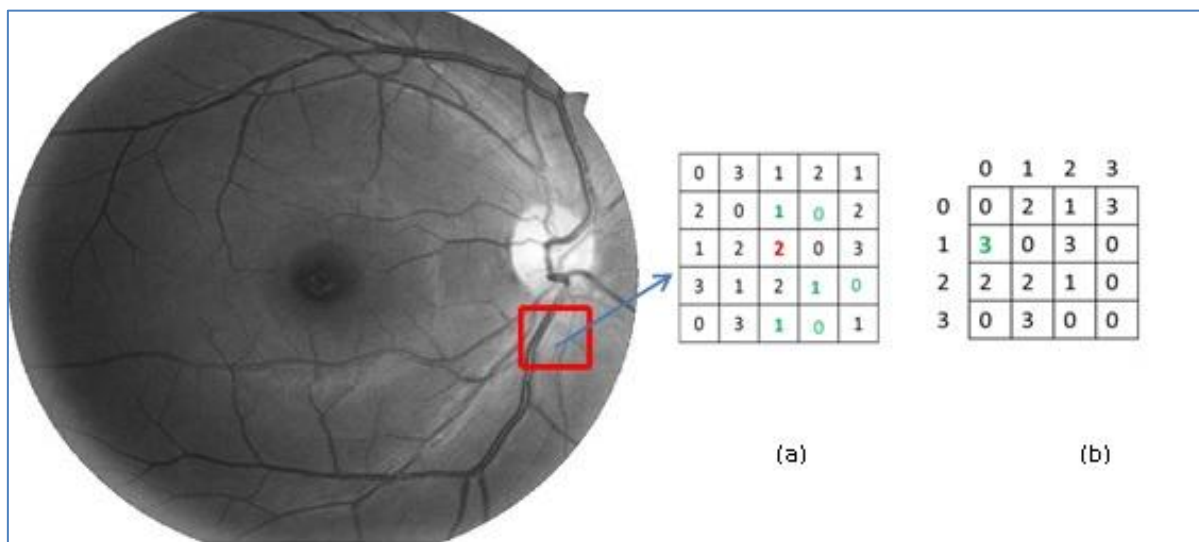 0 3 1 2 1
2 0 1 0 2
1 2 2 0 3
3 1 2 1 0
0 3 1 0 1
(a)
0 1 2 3
0 0 2 1 3
1 3 0 3 0
2 2 2 1 0
3 0 3 0 0
(b)